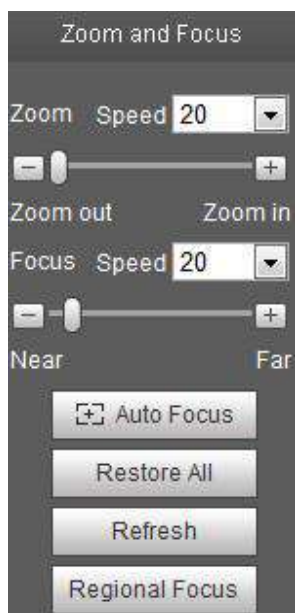 Zoom and Focus
Zoom Speed 20
Zoom out Zoom in
Focus Speed 20
Near Far
Auto Focus
Restore All
Refresh
Regional Focus